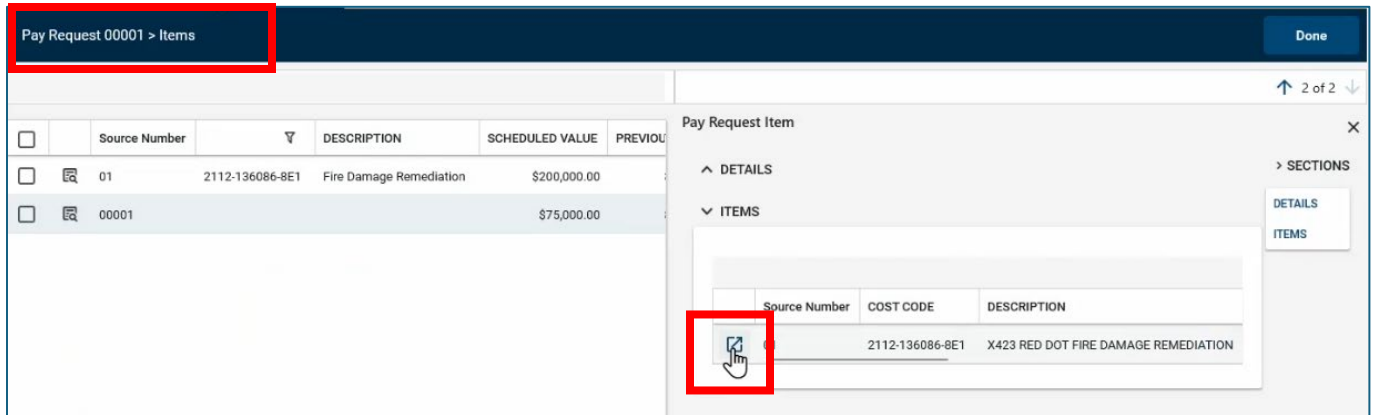 Pay Request 00001 > Items
Done
2 of 2
Source Number DESCRIPTION SCHEDULED VALUE PREVIOU
01 2112-136086-8E1 Fire Damage Remediation $200,000.00
00001 $75,000.00
Pay Request Item
DETAILS
ITEMS
SECTIONS
DETAILS
ITEMS
Source Number COST CODE DESCRIPTION
2112-136086-8E1 X423 RED DOT FIRE DAMAGE REMEDIATION